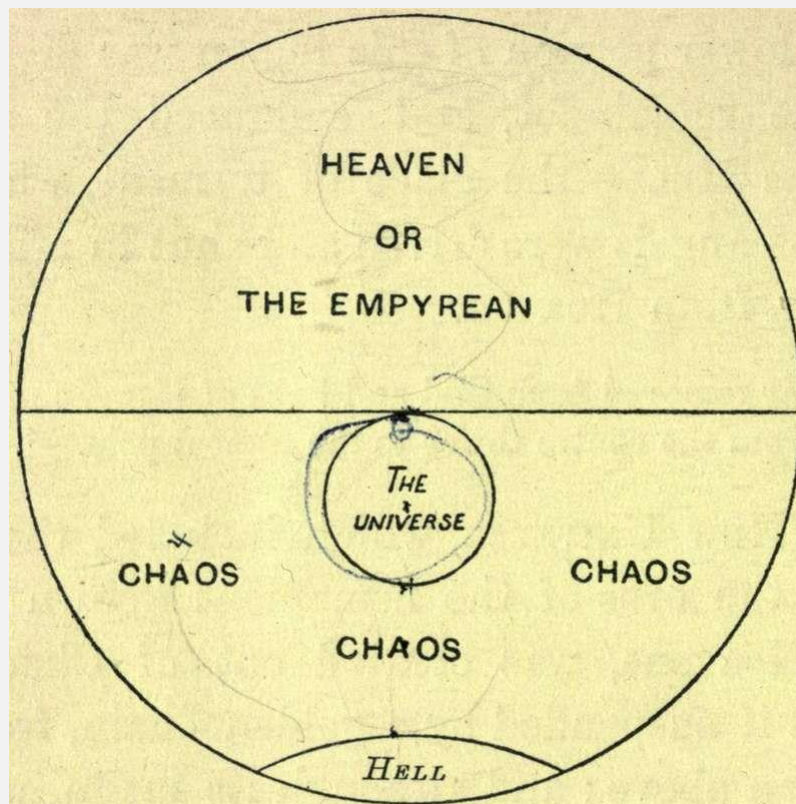 HEAVEN
OR
THE EMPYREAN
THE
UNIVERSE
CHAOS
CHAOS
CHAOS
HELL